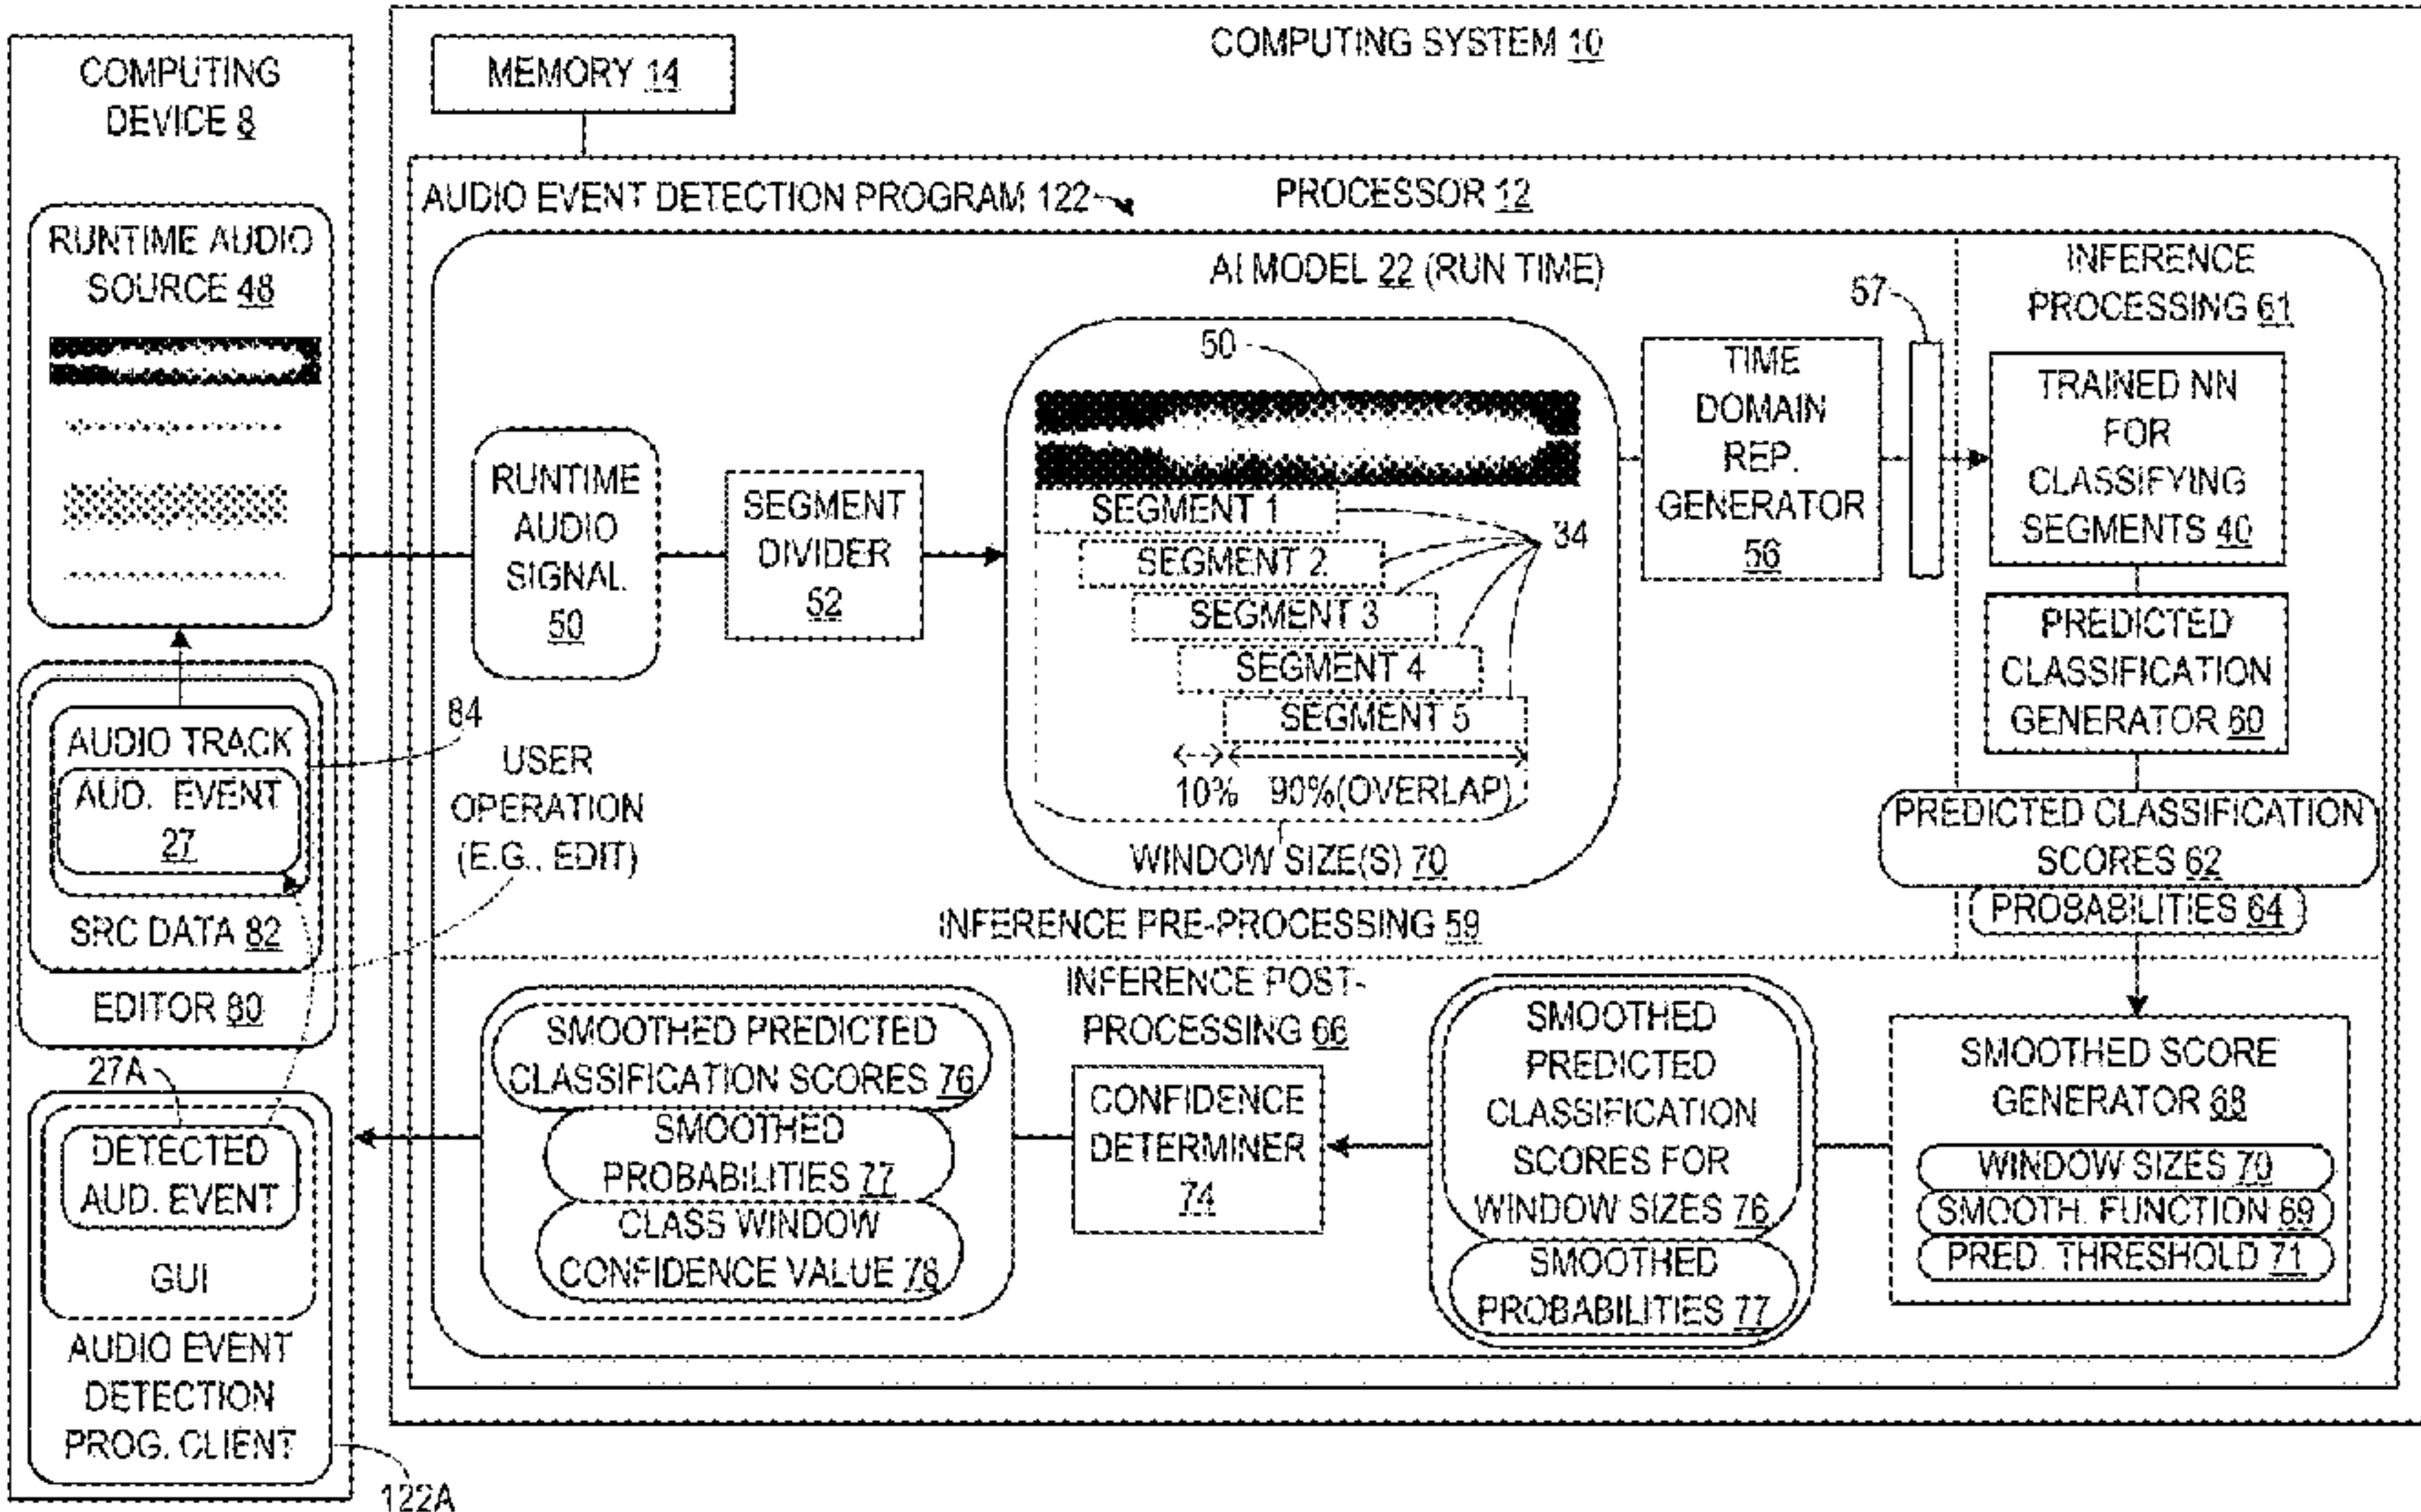 COMPUTING
DEVICE 8
RUNTIME AUDIO
SOURCE 48
AUDIO TRACK
AUD. EVENT
27
SRC DATA 82
EDITOR 80
27A
DETECTED
AUD. EVENT
GUI
AUDIO EVENT
DETECTION
PROG. CLIENT
122A
COMPUTING SYSTEM 10
MEMORY 14
AUDIO EVENT DETECTION PROGRAM 122
PROCESSOR 12
AI MODEL 22 (RUN TIME)
RUNTIME
AUDIO
SIGNAL
50
SEGMENT
DIVIDER
52
50
SEGMENT 1
SEGMENT 2
SEGMENT 3
SEGMENT 4
SEGMENT 5
34
10% 90%(OVERLAP)
WINDOW SIZE(S) 70
84
USER
OPERATION
(E.G., EDIT)
INFERENCE PRE-PROCESSING 59
TIME
DOMAIN
REP.
GENERATOR
56
57
INFERENCE
PROCESSING 61
TRAINED NN
FOR
CLASSIFYING
SEGMENTS 40
PREDICTED
CLASSIFICATION
GENERATOR 60
PREDICTED CLASSIFICATION
SCORES 62
PROBABILITIES 64
INFERENCE POST-
PROCESSING 66
SMOOTHED SCORE
GENERATOR 68
WINDOW SIZES 70
SMOOTH. FUNCTION 69
PRED. THRESHOLD 71
SMOOTHED
PREDICTED
CLASSIFICATION
SCORES FOR
WINDOW SIZES 76
SMOOTHED
PROBABILITIES 77
CONFIDENCE
DETERMINER
74
SMOOTHED PREDICTED
CLASSIFICATION SCORES 76
SMOOTHED
PROBABILITIES 77
CLASS WINDOW
CONFIDENCE VALUE 78